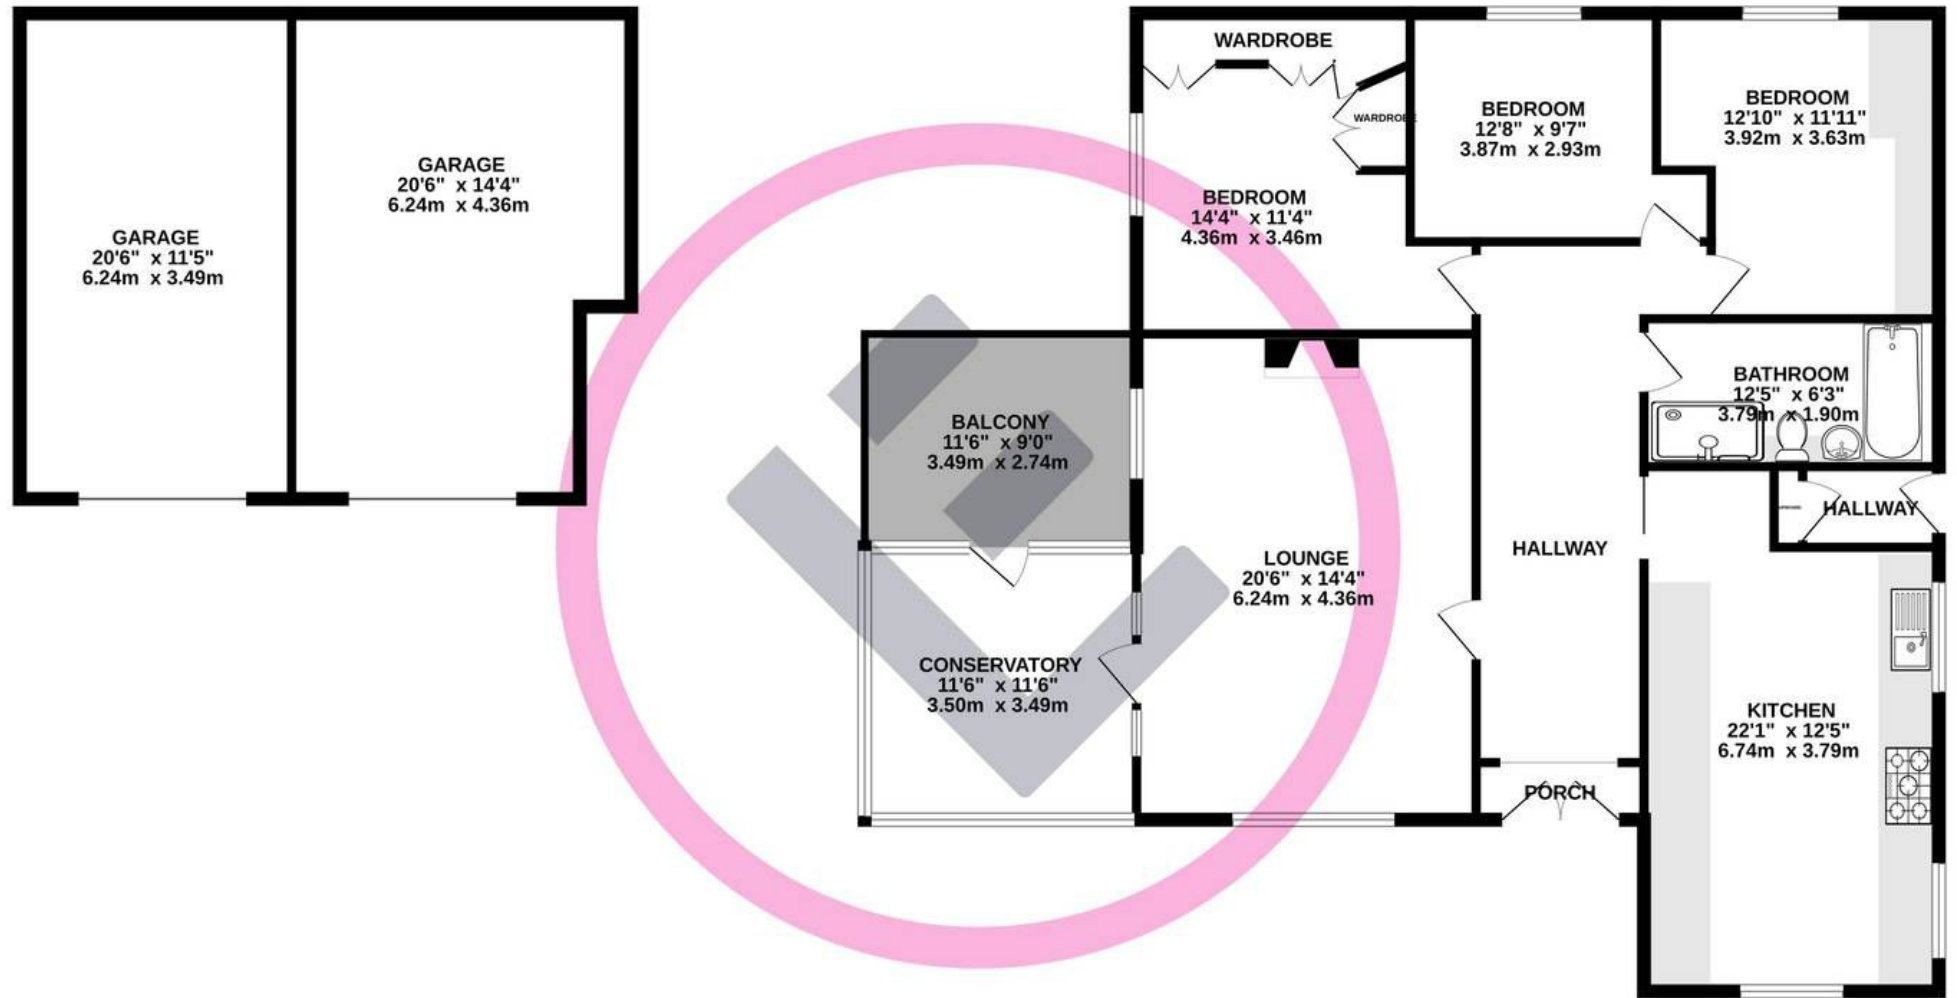 GARAGE
20'6" x 11'5"
6.24m x 3.49m
GARAGE
20'6" x 14'4"
6.24m x 4.36m
WARDROBE
WARDROBE
BEDROOM
14'4" x 11'4"
4.36m x 3.46m
BEDROOM
12'8" x 9'7"
3.87m x 2.93m
BEDROOM
12'10" x 11'11"
3.92m x 3.63m
BATHROOM
12'5" x 6'3"
3.79m x 1.90m
HALLWAY
BALCONY
11'6" x 9'0"
3.49m x 2.74m
CONSERVATORY
11'6" x 11'6"
3.50m x 3.49m
LOUNGE
20'6" x 14'4"
6.24m x 4.36m
HALLWAY
PORCH
KITCHEN
22'1" x 12'5"
6.74m x 3.79m